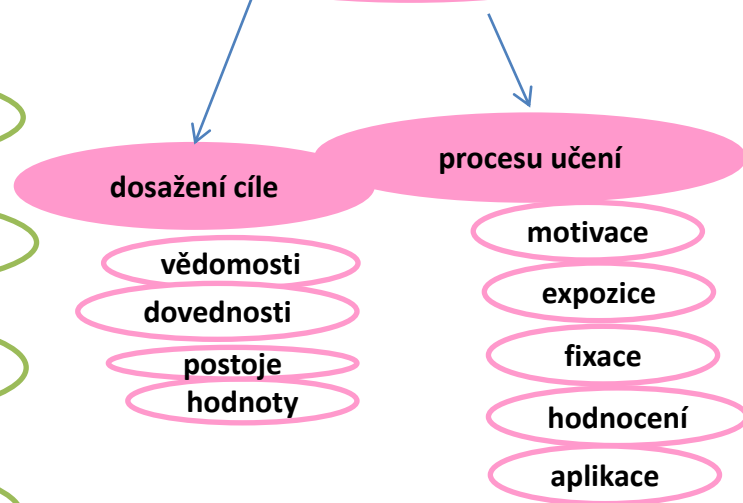 dosažení cíle
vědomosti
dovednosti
postoje
hodnoty
procesu učení
motivace
expozice
fixace
hodnocení
aplikace